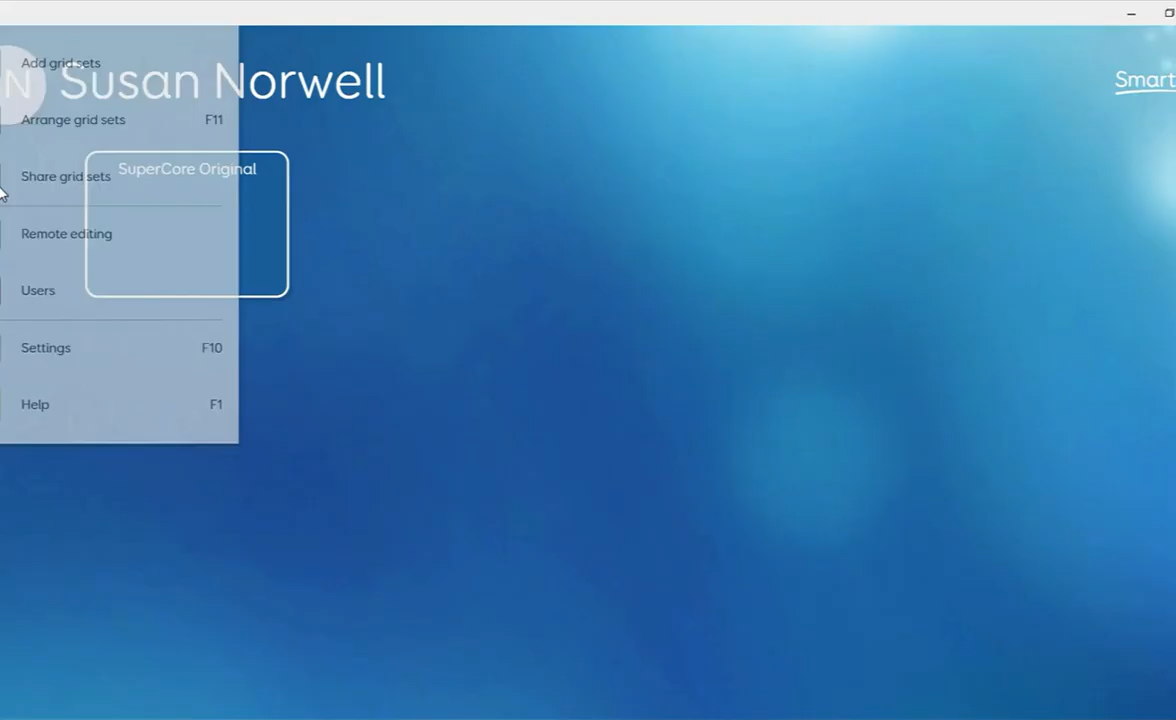 Add grid sets
N Susan Norwell
Smart
Arrange grid sets F11
SuperCore Original
Share grid sets
Remote editing
Users
Settings F10
Help F1